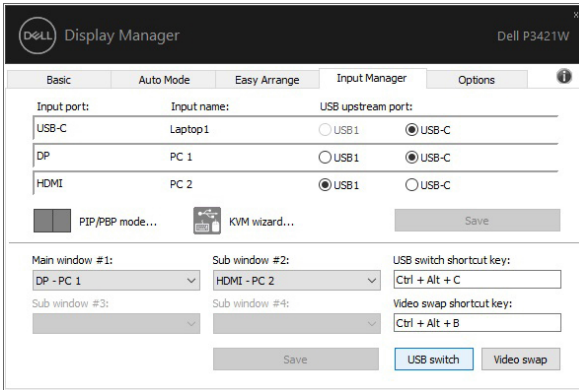 DELL Display Manager Dell P3421W
Basic Auto Mode Easy Arrange Input Manager Options
Input port: Input name: USB upstream port:
USB-C Laptop1 USB1 USB-C
DP PC 1 USB1 USB-C
HDMI PC 2 USB1 USB-C
PIP/PBP mode... KVM wizard... Save
Main window #1: Sub window #2: USB switch shortcut key:
DP - PC 1 HDMI - PC 2 Ctrl + Alt + C
Sub window #3: Sub window #4: Video swap shortcut key:
Ctrl + Alt + B
Save USB switch Video swap